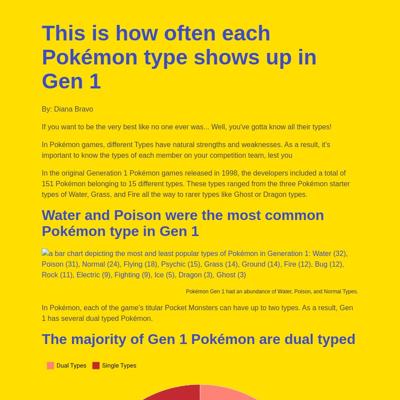 This is how often each
Pokémon type shows up in
Gen 1
By: Diana Bravo
If you want to be the very best like no one ever was... Well, you've gotta know all their types!
In Pokémon games, different Types have natural strengths and weaknesses. As a result, it's
important to know the types of each member on your competition team, lest you
In the original Generation 1 Pokémon games released in 1998, the developers included a total of
151 Pokémon belonging to 15 different types. These types ranged from the three Pokémon starter
types of Water, Grass, and Fire all the way to rarer types like Ghost or Dragon types.
Water and Poison were the most common
Pokémon type in Gen 1
a bar chart depicting the most and least popular types of Pokémon in Generation 1: Water (32),
Poison (31), Normal (24), Flying (18), Psychic (15), Grass (14), Ground (14), Fire (12), Bug (12),
Rock (11), Electric (9), Fighting (9), Ice (5), Dragon (3), Ghost (3)
Pokémon Gen 1 had an abundance of Water, Poison, and Normal Types.
In Pokémon, each of the game's titular Pocket Monsters can have up to two types. As a result, Gen
1 has several dual typed Pokémon.
The majority of Gen 1 Pokémon are dual typed
Dual Types Single Types